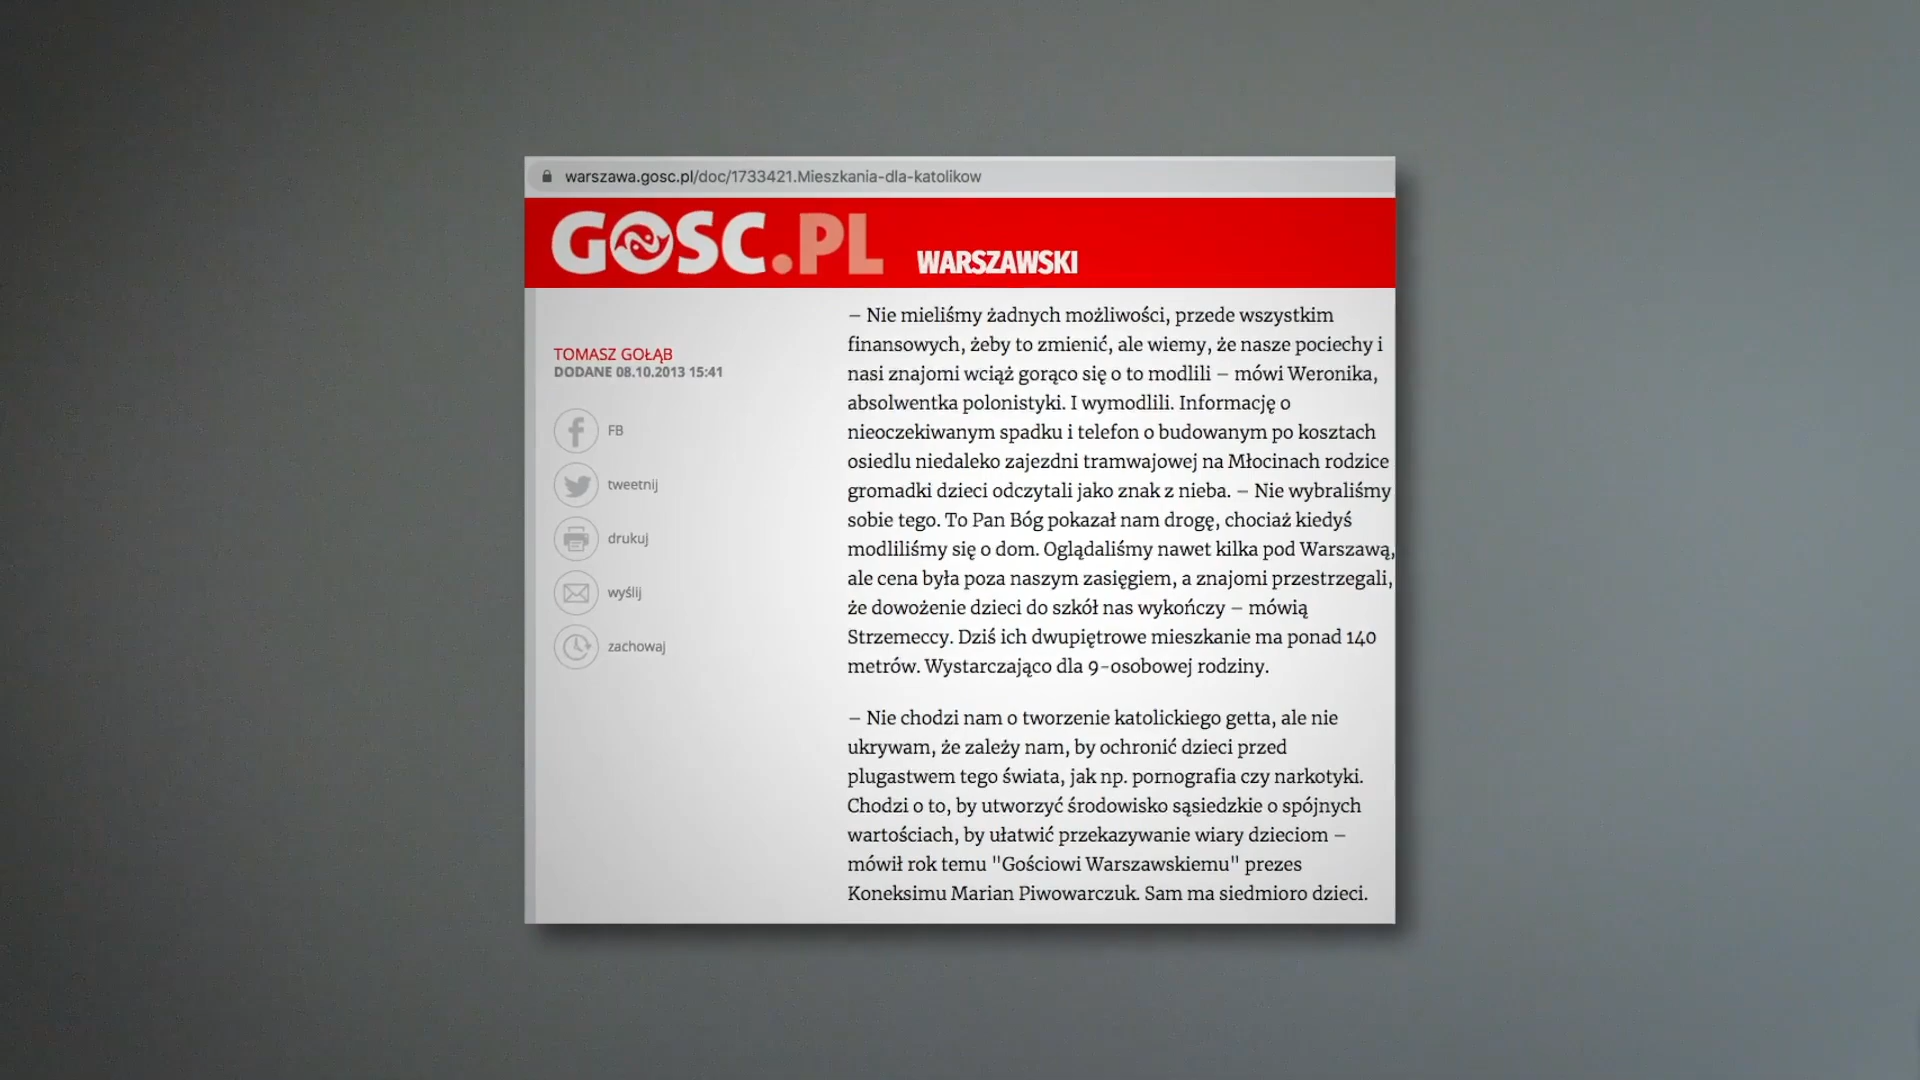 warszawa.gosc.pl/doc/1733421.Mieszkania-dla-katolikow
GOSC.PL WARSZAWSKI
TOMASZ GOŁĄB
DODANE 08.10.2013 15:41
FB
tweetnij
drukuj
wyślij
zachowaj
– Nie mieliśmy żadnych możliwości, przede wszystkim
finansowych, żeby to zmienić, ale wiemy, że nasze pociechy i
nasi znajomi wciąż gorąco się o to modlili – mówi Weronika,
absolwentka polonistyki. I wymodlili. Informację o
nieoczekiwanym spadku i telefon o budowanym po kosztach
osiedlu niedaleko zajezdni tramwajowej na Młocinach rodzice
gromadki dzieci odczytali jako znak z nieba. – Nie wybraliśmy
sobie tego. To Pan Bóg pokazał nam drogę, chociaż kiedyś
modliliśmy się o dom. Oglądaliśmy nawet kilka pod Warszawą,
ale cena była poza naszym zasięgiem, a znajomi przestrzegali,
że dowożenie dzieci do szkół nas wykończy – mówią
Strzemeccy. Dziś ich dwupiętrowe mieszkanie ma ponad 140
metrów. Wystarczająco dla 9-osobowej rodziny.
– Nie chodzi nam o tworzenie katolickiego getta, ale nie
ukrywam, że zależy nam, by ochronić dzieci przed
plugastwem tego świata, jak np. pornografia czy narkotyki.
Chodzi o to, by utworzyć środowisko sąsiedzkie o spójnych
wartościach, by ułatwić przekazywanie wiary dzieciom –
mówił rok temu "Gościowi Warszawskiemu" prezes
Koneksimu Marian Piwowarczuk. Sam ma siedmioro dzieci.